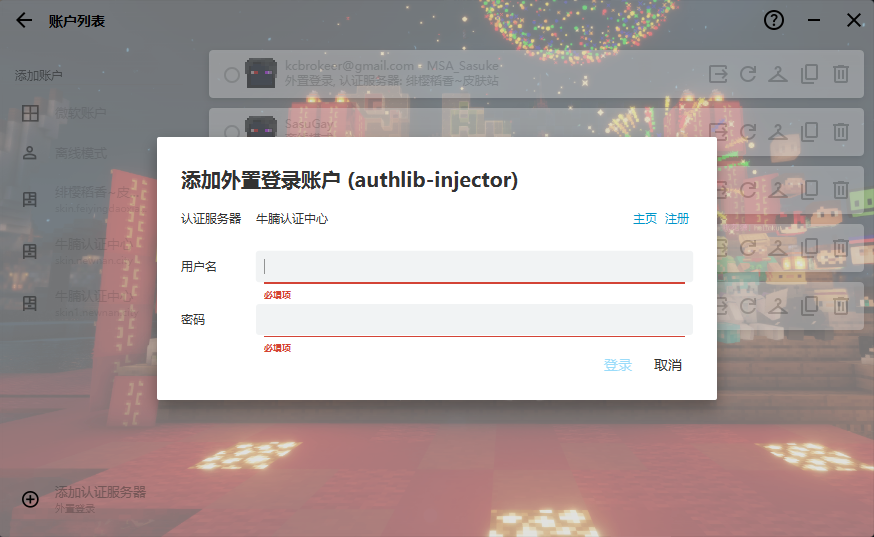 账户列表
添加账户
kcbrokeer@gmail.com - MSA_Sasuke
外置登录, 认证服务器: 绯樱稻香~皮肤站
微软账户
SasuGay
离线模式
绯樱稻香~皮
牛腩认证中心
牛腩认证中心
添加外置登录账户 (authlib-injector)
认证服务器 牛腩认证中心 主页 注册
用户名
必填项
密码
必填项
登录 取消
添加认证服务器
外置登录